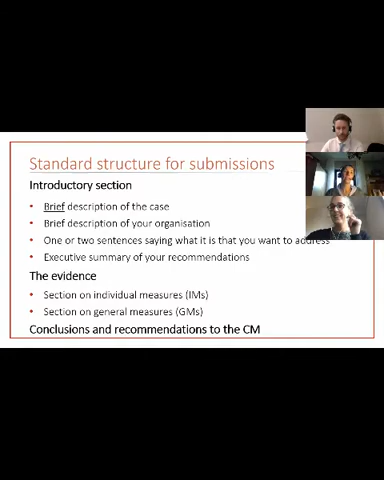 Standard structure for submissions
Introductory section
• Brief description of the case
• Brief description of your organisation
• One or two sentences saying what it is that you want to address
• Executive summary of your recommendations
The evidence
• Section on individual measures (IMs)
• Section on general measures (GMs)
Conclusions and recommendations to the CM